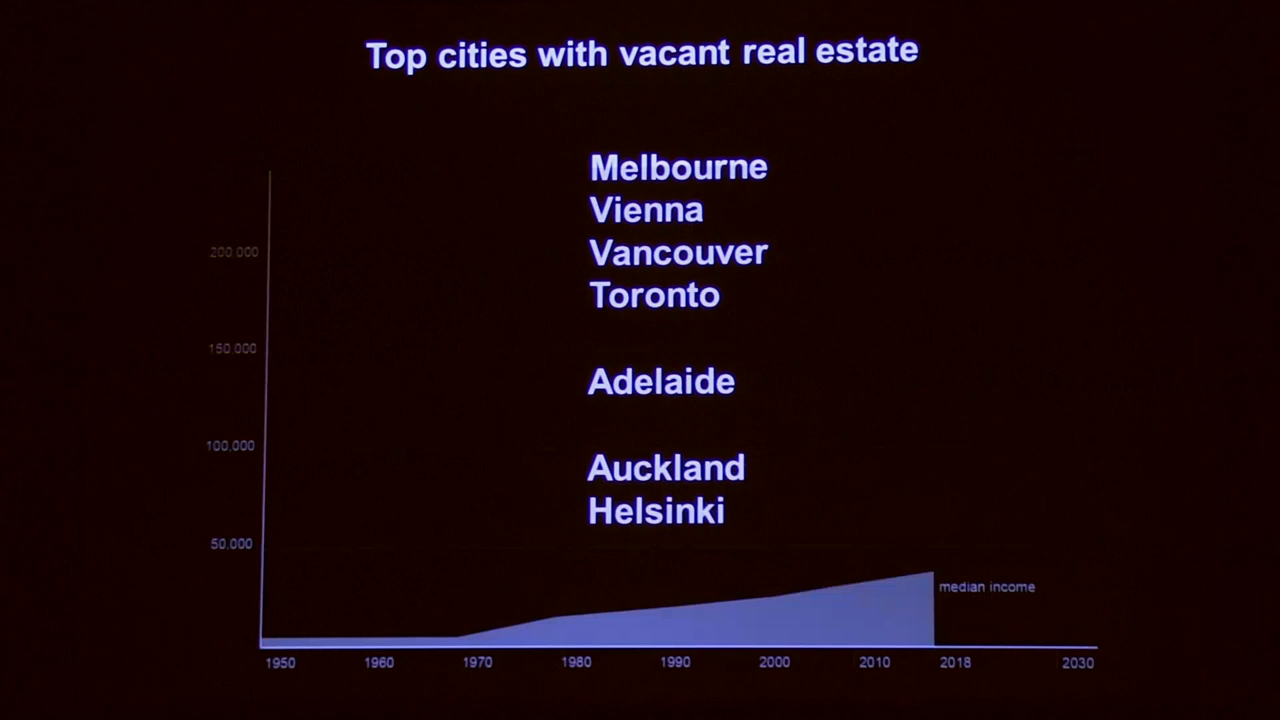 Top cities with vacant real estate
Melbourne
Vienna
Vancouver
Toronto
Adelaide
Auckland
Helsinki
200.000
150.000
100.000
50.000
median income
1950 1960 1970 1980 1990 2000 2010 2018 2030